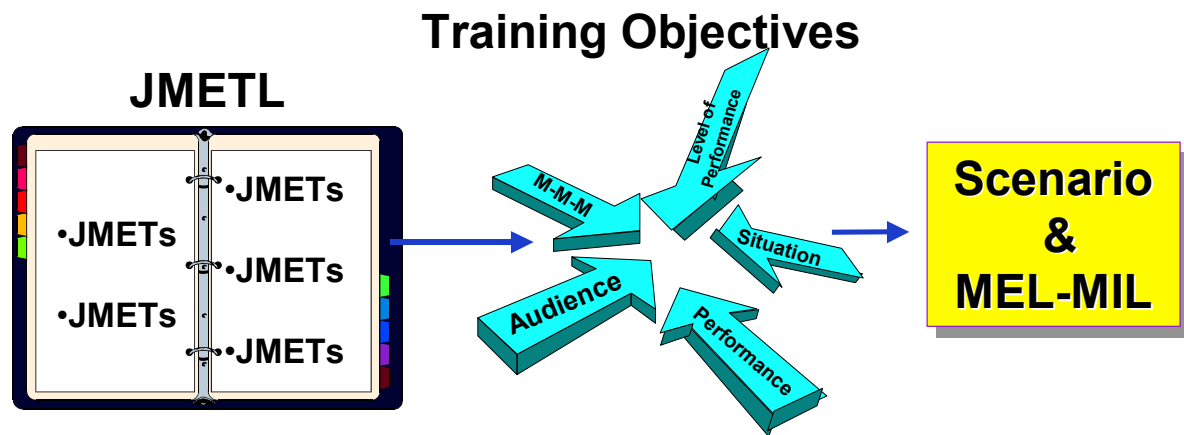 Training Objectives
JMETL
•JMETs
•JMETs
•JMETs
•JMETs
•JMETs
M-M-M
Level of
Performance
Situation
Audience
Performance
Scenario
&
MEL-MIL